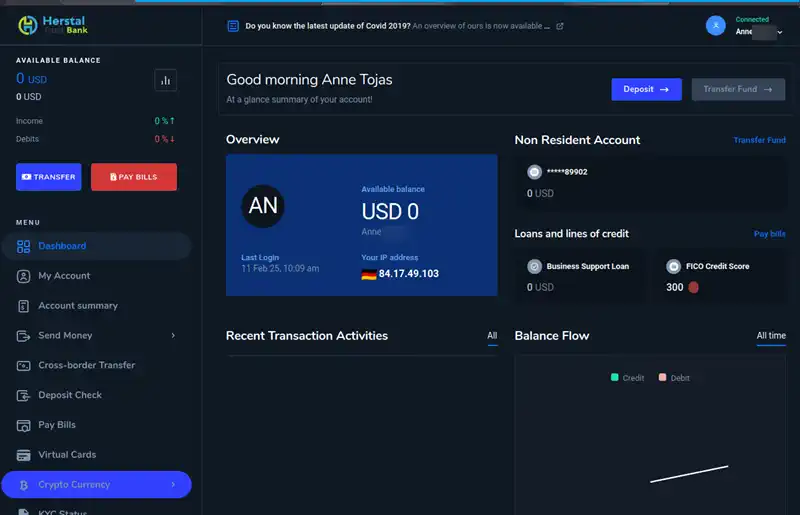 Herstal
Trust Bank
Do you know the latest update of Covid 2019? An overview of ours is now available ...
Connected
Anne
AVAILABLE BALANCE
0 USD
0 USD
Income 0 %↑
Debits 0 %↓
TRANSFER
PAY BILLS
MENU
Dashboard
My Account
Account summary
Send Money
Cross-border Transfer
Deposit Check
Pay Bills
Virtual Cards
Crypto Currency
KYC Status
Good morning Anne Tojas
At a glance summary of your account!
Deposit →
Transfer Fund →
Overview
AN
Available balance
USD 0
Anne
Last Login
11 Feb 25, 10:09 am
Your IP address
84.17.49.103
Non Resident Account
Transfer Fund
*****89902
0 USD
Loans and lines of credit
Pay bills
Business Support Loan
0 USD
FICO Credit Score
300
Recent Transaction Activities
All
Balance Flow
All time
Credit
Debit